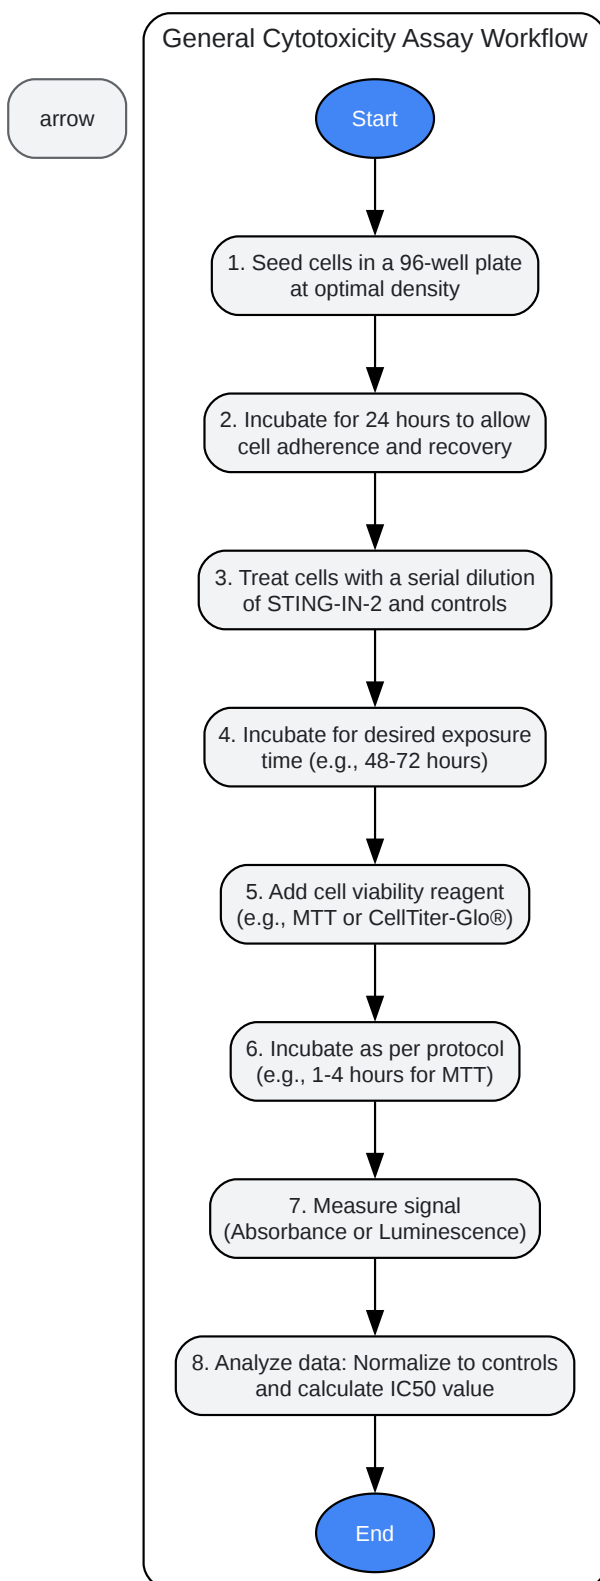 General Cytotoxicity Assay Workflow
arrow
Start
1. Seed cells in a 96-well plate
at optimal density
2. Incubate for 24 hours to allow
cell adherence and recovery
3. Treat cells with a serial dilution
of STING-IN-2 and controls
4. Incubate for desired exposure
time (e.g., 48-72 hours)
5. Add cell viability reagent
(e.g., MTT or CellTiter-Glo®)
6. Incubate as per protocol
(e.g., 1-4 hours for MTT)
7. Measure signal
(Absorbance or Luminescence)
8. Analyze data: Normalize to controls
and calculate IC50 value
End